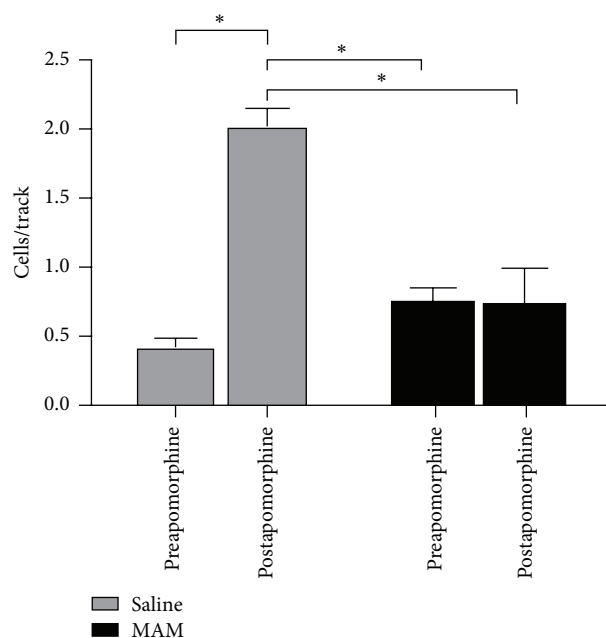 *
*
*
2.5
2.0
1.5
1.0
0.5
0.0
Cells/track
Preapomorphine
Postapomorphine
Preapomorphine
Postapomorphine
Saline
MAM